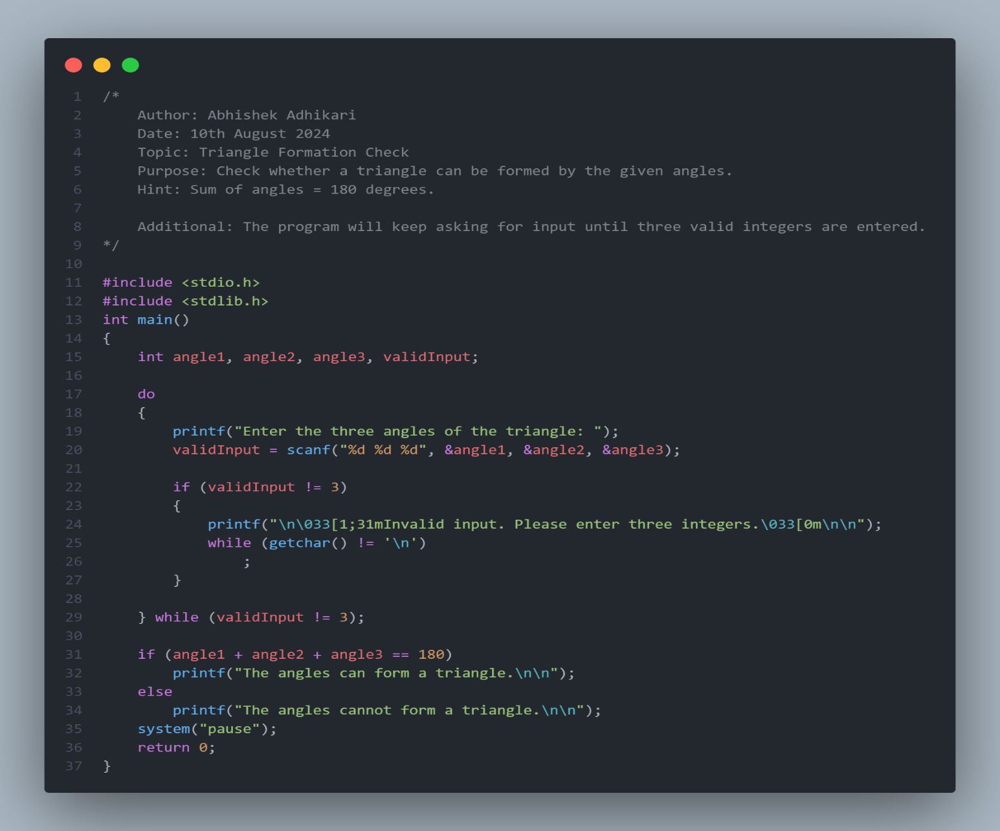 1 /*
2     Author: Abhishek Adhikari
3     Date: 10th August 2024
4     Topic: Triangle Formation Check
5     Purpose: Check whether a triangle can be formed by the given angles.
6     Hint: Sum of angles = 180 degrees.
7
8     Additional: The program will keep asking for input until three valid integers are entered.
9 */
10
11 #include <stdio.h>
12 #include <stdlib.h>
13 int main()
14 {
15     int angle1, angle2, angle3, validInput;
16
17     do
18     {
19         printf("Enter the three angles of the triangle: ");
20         validInput = scanf("%d %d %d", &angle1, &angle2, &angle3);
21
22         if (validInput != 3)
23         {
24             printf("\n\033[1;31mInvalid input. Please enter three integers.\033[0m\n\n");
25             while (getchar() != '\n')
26                 ;
27         }
28
29     } while (validInput != 3);
30
31     if (angle1 + angle2 + angle3 == 180)
32         printf("The angles can form a triangle.\n\n");
33     else
34         printf("The angles cannot form a triangle.\n\n");
35     system("pause");
36     return 0;
37 }